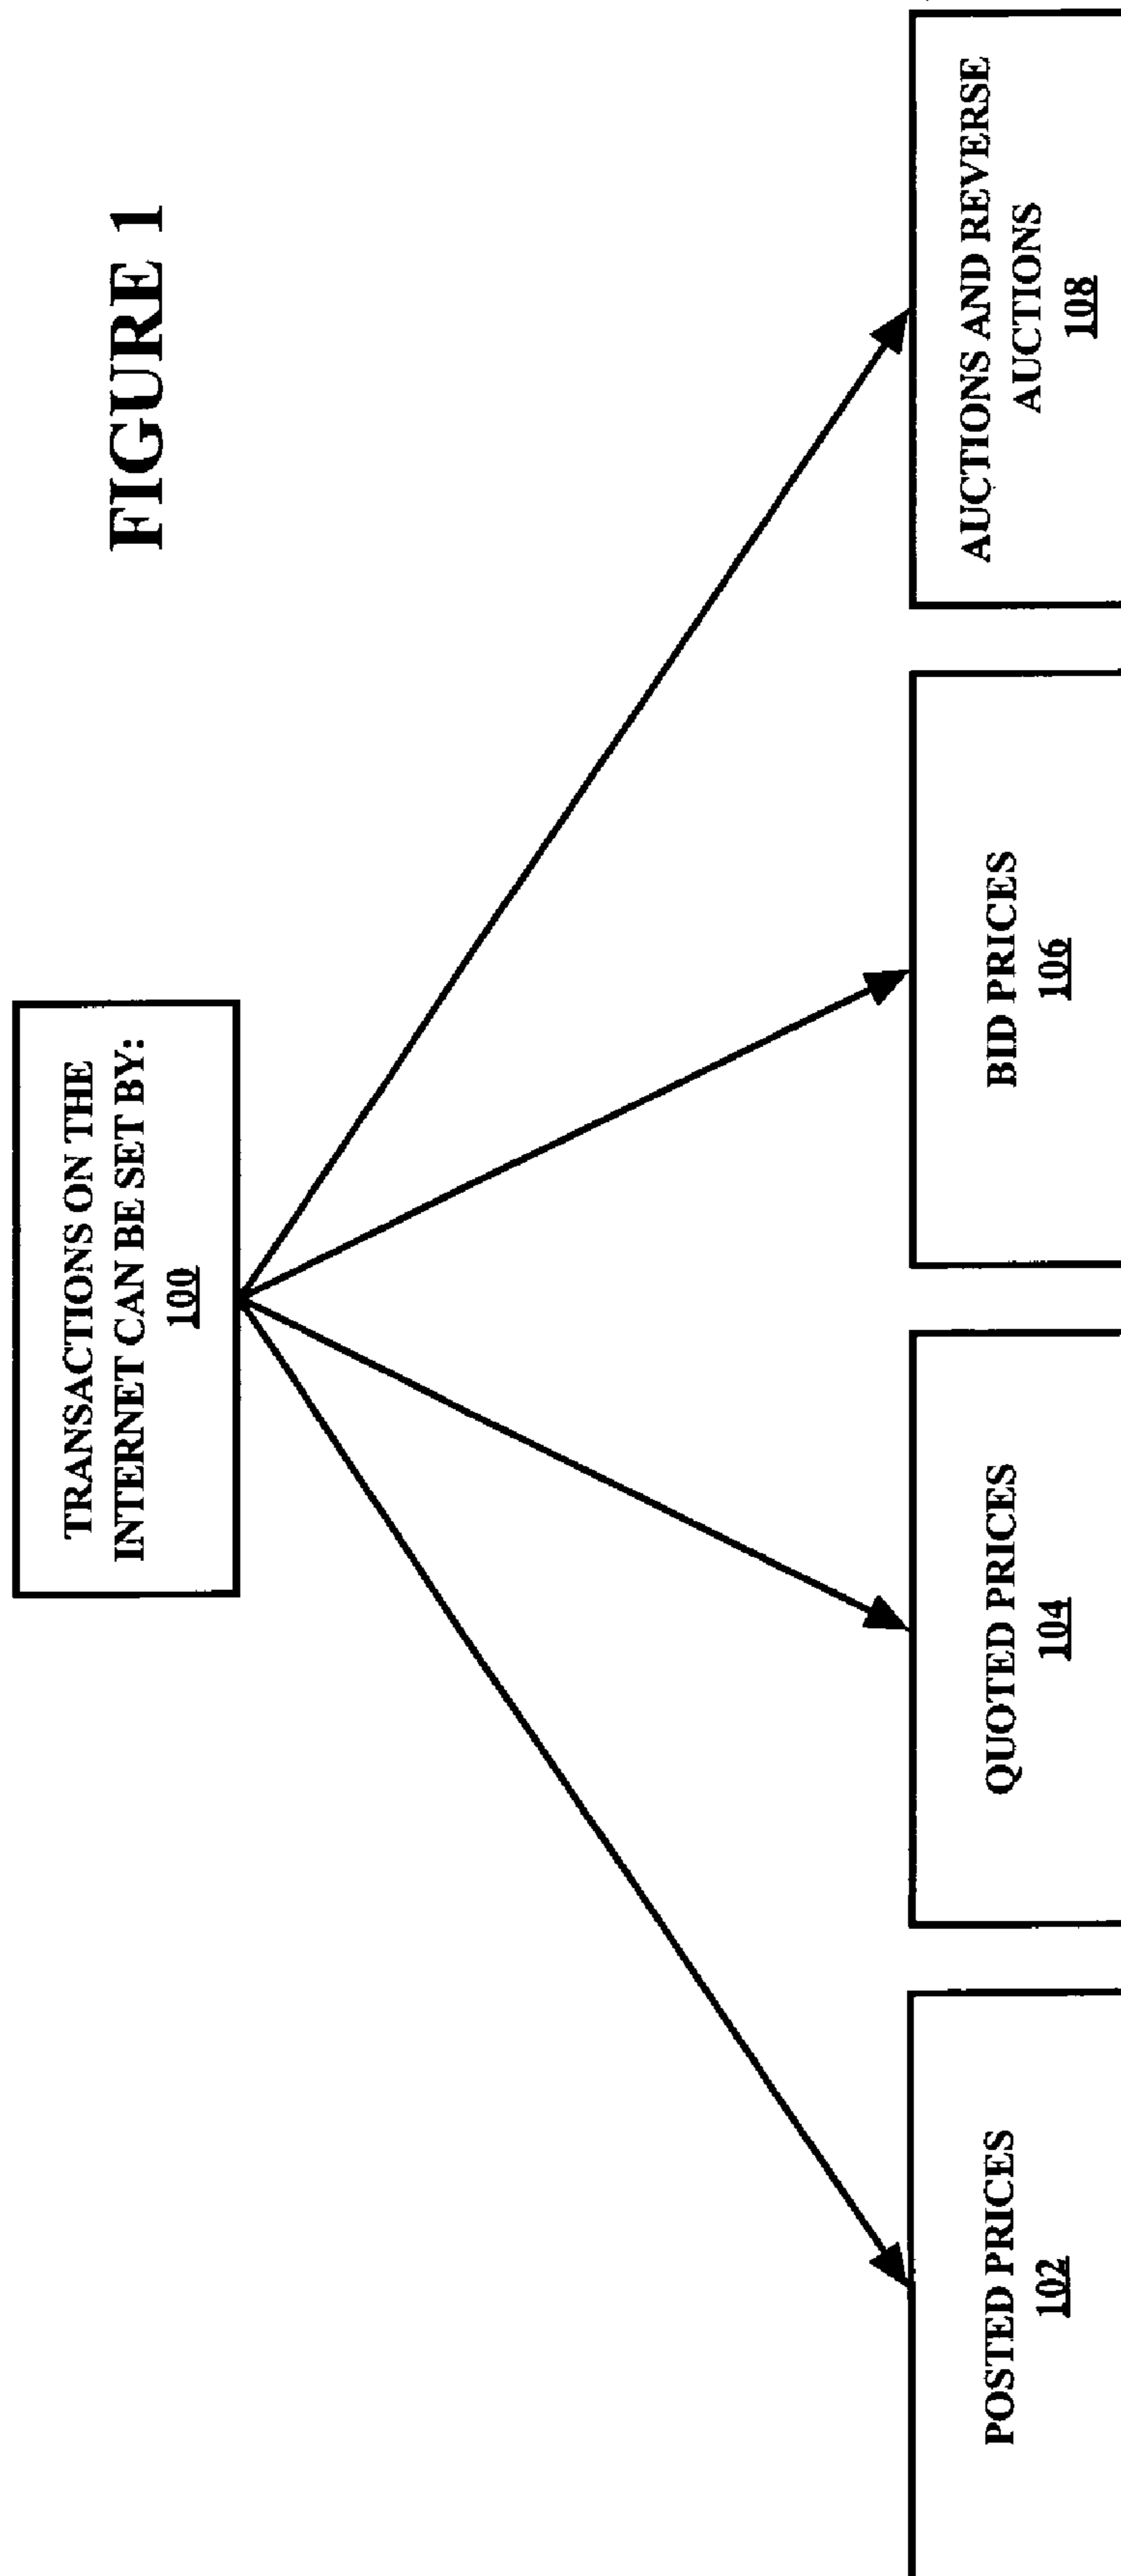 FIGURE 1
TRANSACTIONS ON THE
INTERNET CAN BE SET BY:
100
POSTED PRICES
102
QUOTED PRICES
104
BID PRICES
106
AUCTIONS AND REVERSE
AUCTIONS
108